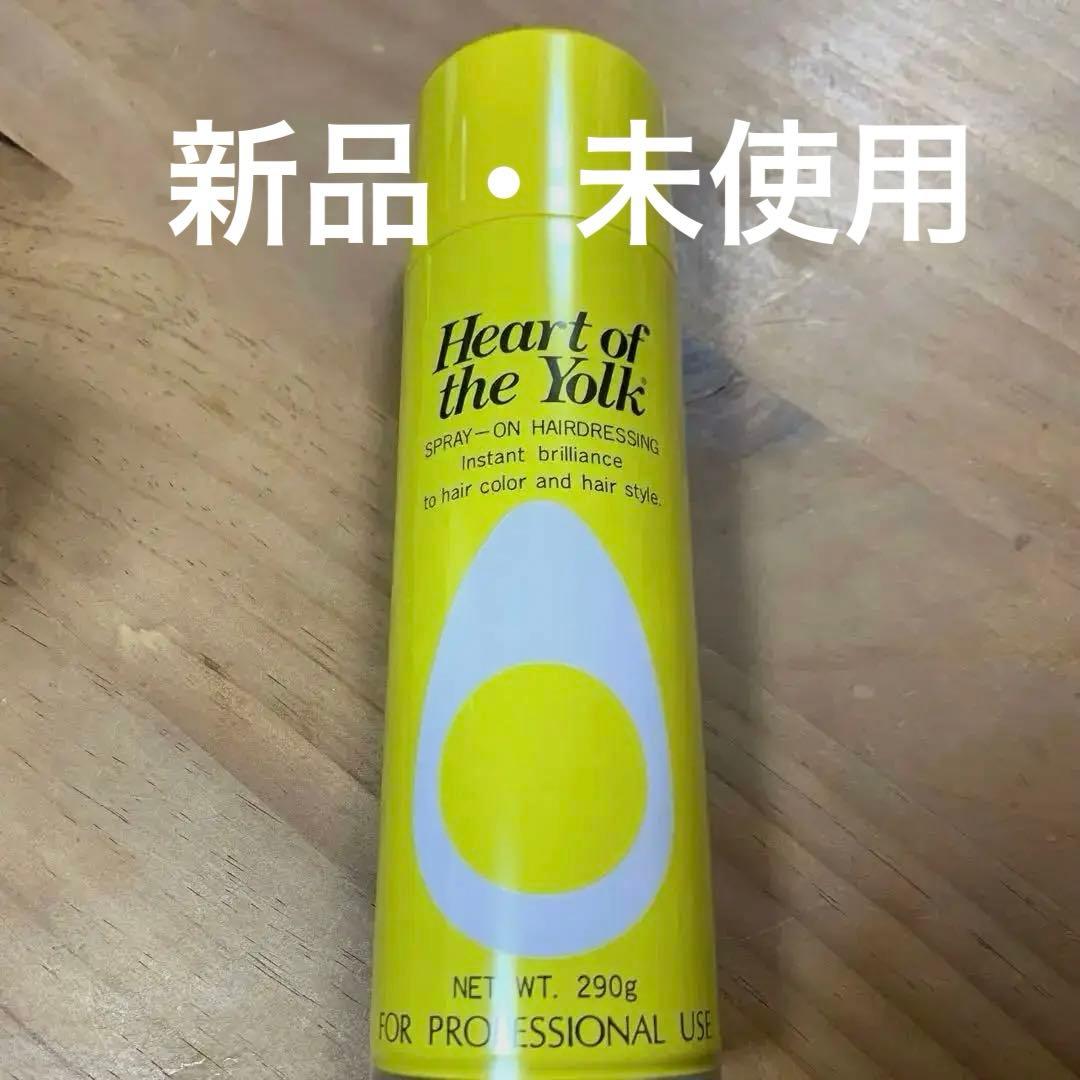 新品・未使用
Heart of
the Yolk®
SPRAY-ON HAIRDRESSING
Instant brilliance
to hair color and hair style.
NET WT. 290g
FOR PROFESSIONAL USE